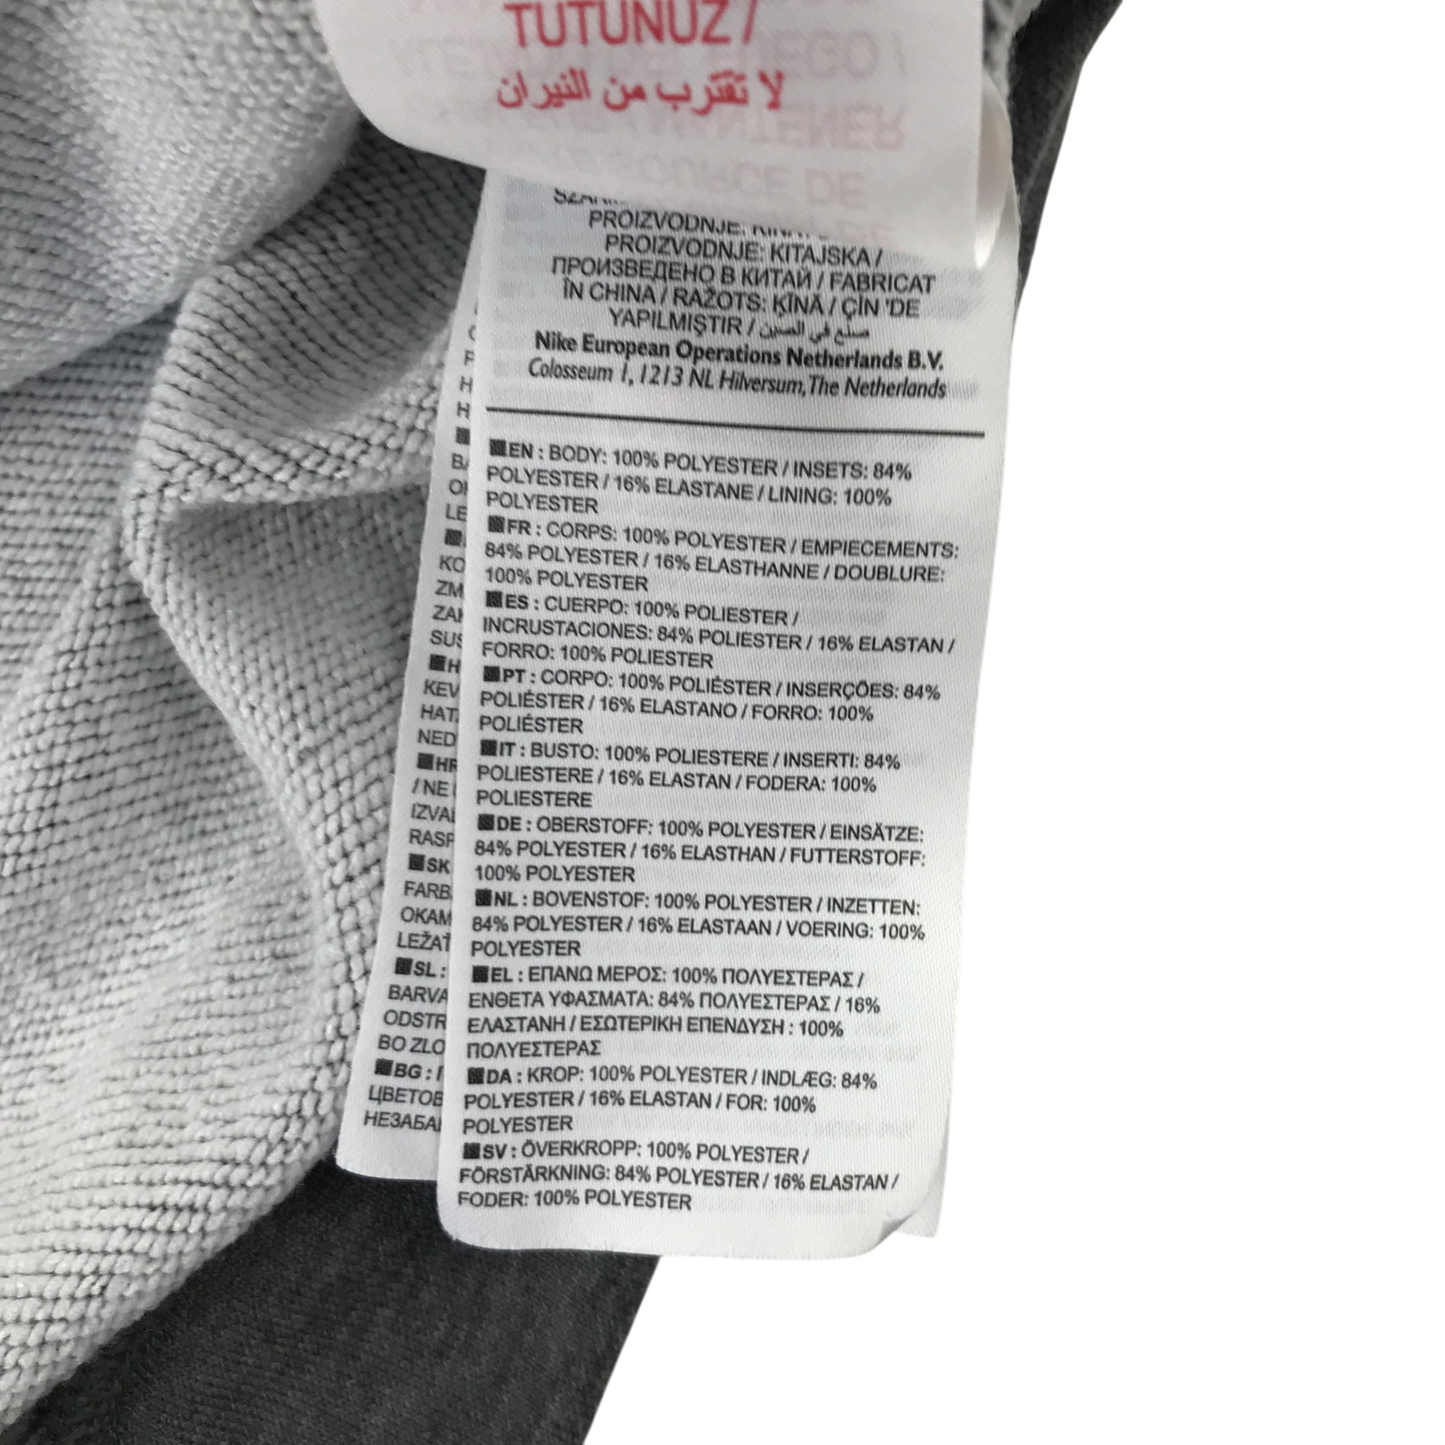 TUTUNUZ /
لا تقترب من النيران
PROIZVODNJE:
PROIZVODNJE: KITAJSKA /
ПРОИЗВЕДЕНО В КИТАЙ / FABRICAT
ÎN CHINA / RAŽOTS: ĶĪNĀ / ÇİN 'DE
YAPILMIŞTIR / صنع في الصين
Nike European Operations Netherlands B.V.
Colosseum 1, 1213 NL Hilversum, The Netherlands
EN : BODY: 100% POLYESTER / INSETS: 84%
POLYESTER / 16% ELASTANE / LINING: 100%
POLYESTER
FR : CORPS: 100% POLYESTER / EMPIECEMENTS:
84% POLYESTER / 16% ELASTHANNE / DOUBLURE:
100% POLYESTER
ES : CUERPO: 100% POLIESTER /
INCRUSTACIONES: 84% POLIESTER / 16% ELASTAN /
FORRO: 100% POLIESTER
PT : CORPO: 100% POLIÉSTER / INSERÇÕES: 84%
POLIÉSTER / 16% ELASTANO / FORRO: 100%
POLIÉSTER
IT : BUSTO: 100% POLIESTERE / INSERTI: 84%
POLIESTERE / 16% ELASTAN / FODERA: 100%
POLIESTERE
DE : OBERSTOFF: 100% POLYESTER / EINSÄTZE:
84% POLYESTER / 16% ELASTHAN / FUTTERSTOFF:
100% POLYESTER
NL : BOVENSTOF: 100% POLYESTER / INZETTEN:
84% POLYESTER / 16% ELASTAAN / VOERING: 100%
POLYESTER
EL : ΕΠΑΝΩ ΜΕΡΟΣ: 100% ΠΟΛΥΕΣΤΕΡΑΣ /
ΕΝΘΕΤΑ ΥΦΑΣΜΑΤΑ: 84% ΠΟΛΥΕΣΤΕΡΑΣ / 16%
ΕΛΑΣΤΑΝΗ / ΕΣΩΤΕΡΙΚΗ ΕΠΕΝΔΥΣΗ : 100%
ΠΟΛΥΕΣΤΕΡΑΣ
DA : KROP: 100% POLYESTER / INDLÆG: 84%
POLYESTER / 16% ELASTAN / FOR: 100%
POLYESTER
SV : ÖVERKROPP: 100% POLYESTER /
FÖRSTÄRKNING: 84% POLYESTER / 16% ELASTAN /
FODER: 100% POLYESTER